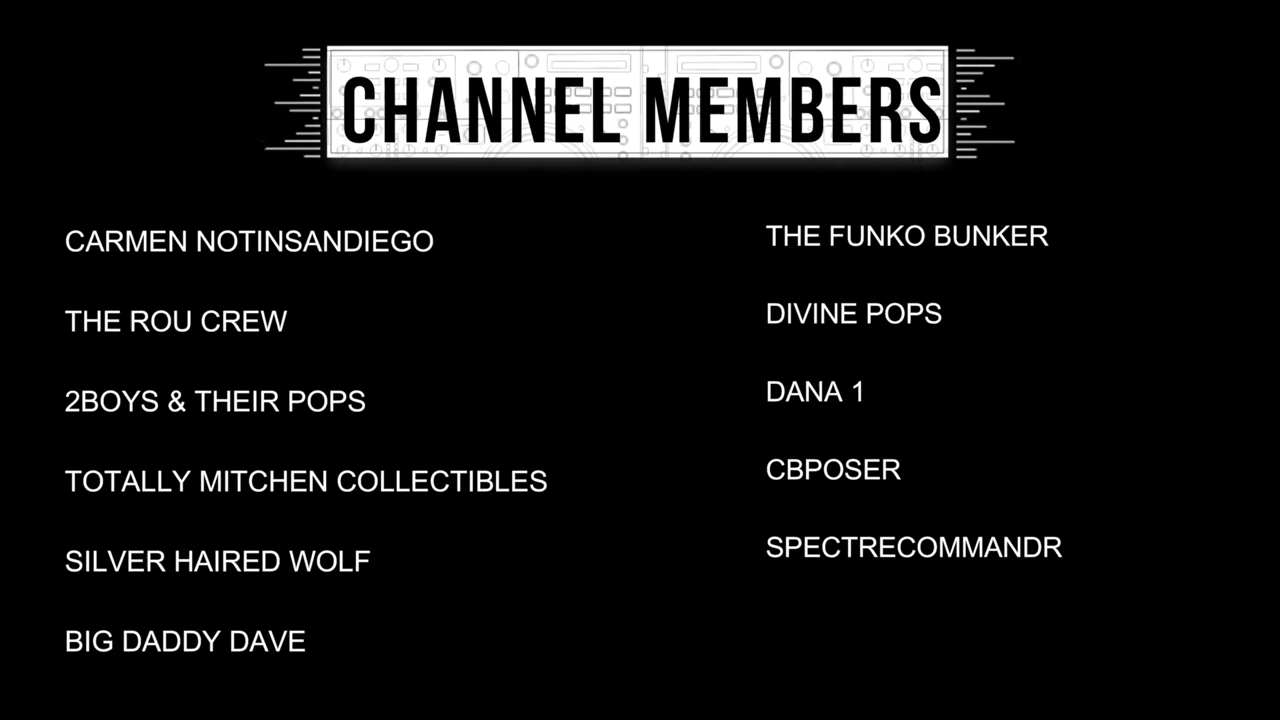 CHANNEL MEMBERS
CARMEN NOTINSANDIEGO
THE ROU CREW
2BOYS & THEIR POPS
TOTALLY MITCHEN COLLECTIBLES
SILVER HAIRED WOLF
BIG DADDY DAVE
THE FUNKO BUNKER
DIVINE POPS
DANA 1
CBPOSER
SPECTRECOMMANDR